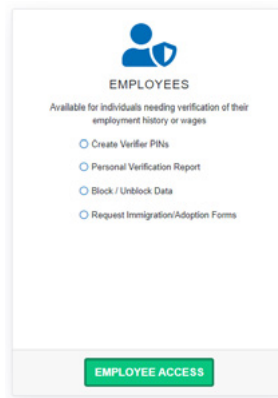 EMPLOYEES
Available for individuals needing verification of their
employment history or wages
Create Verifier PINs
Personal Verification Report
Block / Unblock Data
Request Immigration/Adoption Forms
EMPLOYEE ACCESS